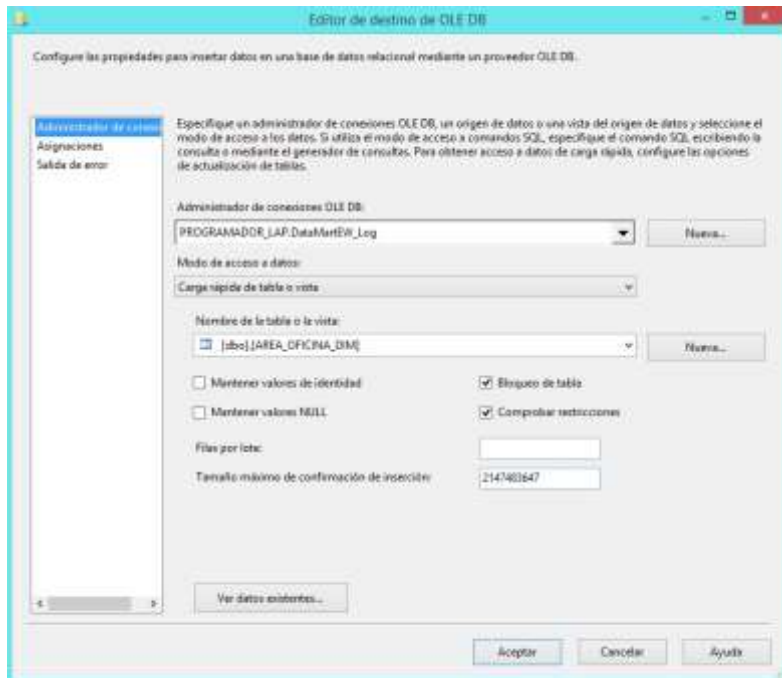 Editor de destino de OLE DB
Configure las propiedades para insertar datos en una base de datos relacional mediante un proveedor OLE DB.
Administrador de conex
Asignaciones
Salida de error
Especifique un administrador de conexiones OLE DB, un origen de datos o una vista del origen de datos y seleccione el
modo de acceso a los datos. Si utiliza el modo de acceso a comandos SQL, especifique el comando SQL escribiendo la
consulta o mediante el generador de consultas. Para obtener acceso a datos de carga rápida, configure las opciones
de actualización de tablas.
Administrador de conexiones OLE DB:
PROGRAMADOR_LAP.DataMartEW_Log
Nueva...
Modo de acceso a datos:
Carga rápida de tabla o vista
Nombre de la tabla o la vista:
[dbo].[AREA_OFICINA_DIM]
Nueva...
Mantener valores de identidad
Bloqueo de tabla
Mantener valores NULL
Comprobar restricciones
Filas por lote:
Tamaño máximo de confirmación de inserción:
2147483647
Ver datos existentes...
Aceptar
Cancelar
Ayuda